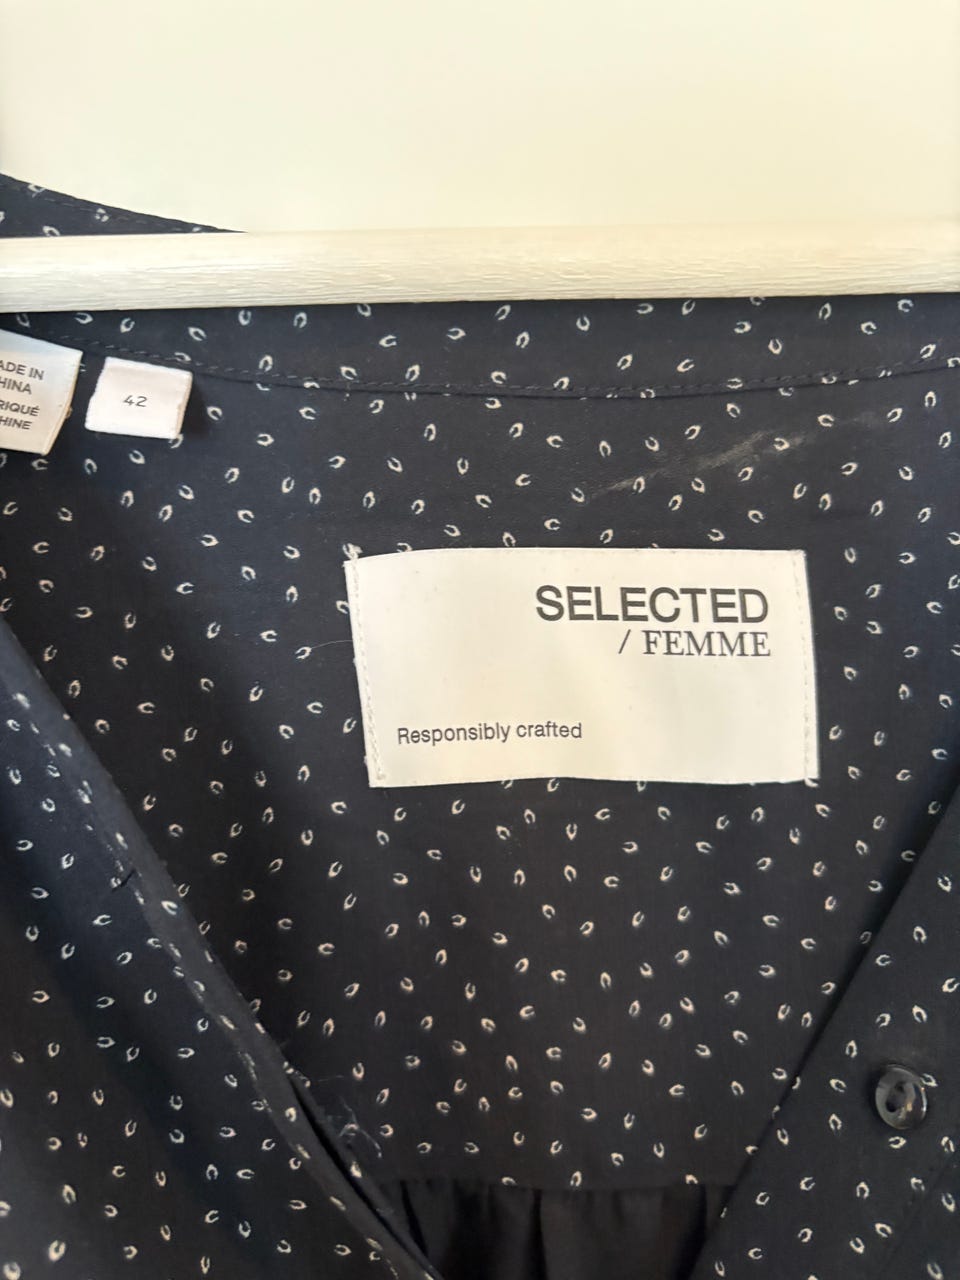 ADE IN
HINA
RIQUÉ
HINE
42
SELECTED
/ FEMME
Responsibly crafted